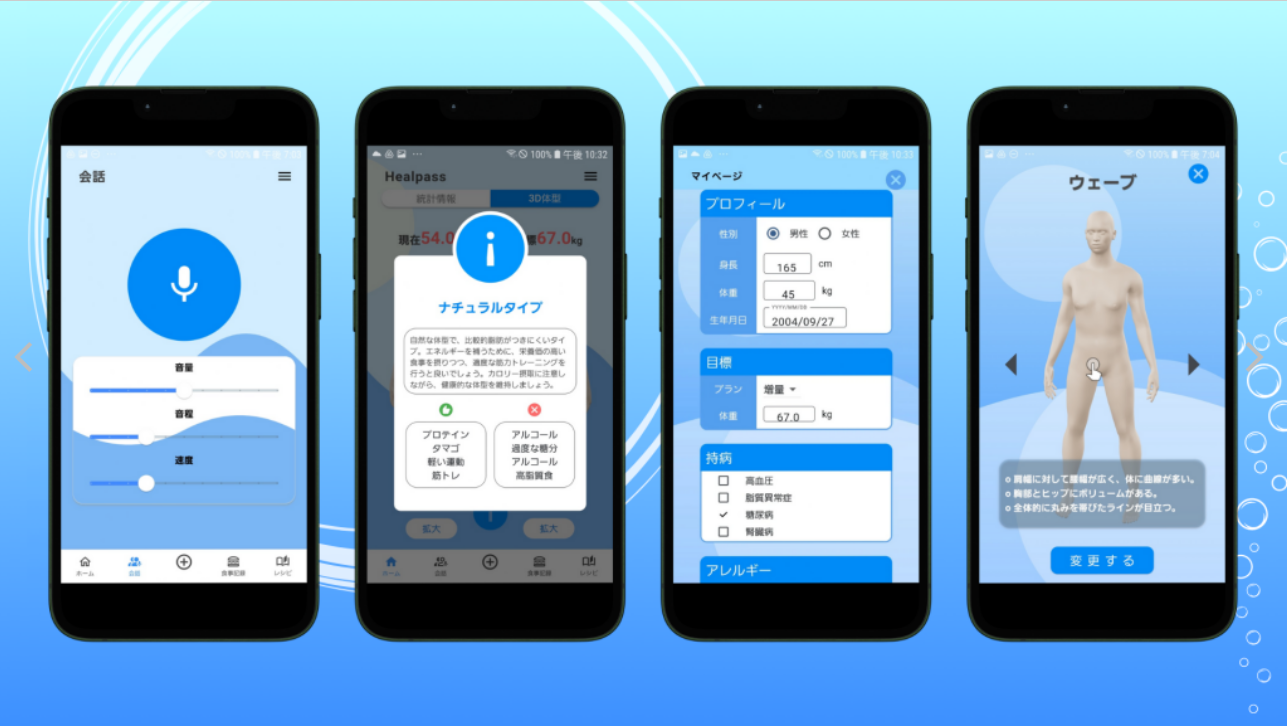 100% 午後 7:03
会話
音量
音程
速度
ホーム
会話
食事記録
レシピ
100% 午後 10:32
Healpass
統計情報
3D体型
現在54.0
標67.0kg
ナチュラルタイプ
自然な体型で、比較的脂肪がつきにくいタイ
プ。エネルギーを補うために、栄養価の高い
食事を摂りつつ、適度な筋力トレーニングを
行うと良いでしょう。カロリー摂取に注意し
ながら、健康的な体型を維持しましょう。
プロテイン
タマゴ
軽い運動
筋トレ
アルコール
過度な糖分
アルコール
高脂質食
拡大
拡大
ホーム
会話
食事記録
レシピ
100% 午後 10:33
マイページ
プロフィール
性別
男性
女性
身長
165
cm
体重
45
kg
生年月日
YYYY/MM/DD
2004/09/27
目標
プラン
増量
体重
67.0
kg
持病
高血圧
脂質異常症
糖尿病
腎臓病
アレルギー
100% 午後 7:04
ウェーブ
肩幅に対して腰幅が広く、体に曲線が多い。
胸部とヒップにボリュームがある。
全体的に丸みを帯びたラインが目立つ。
変更する